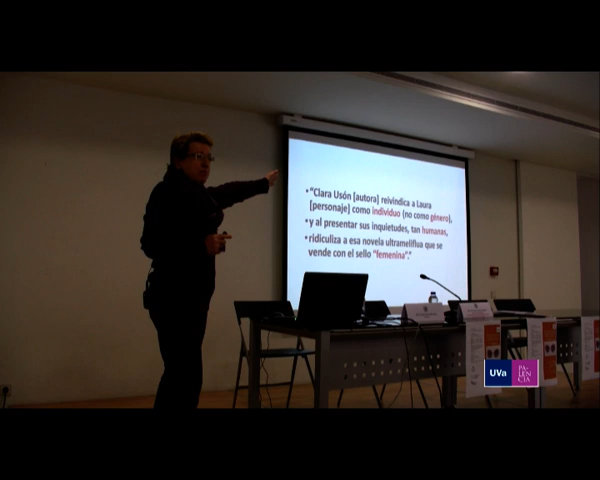 • "Clara Usón [autora] reivindica a Laura
[personaje] como individuo (no como género),
• y al presentar sus inquietudes, tan humanas,
• ridiculiza a esa novela ultrameliflua que se
vende con el sello "femenina"."
UVa
PA-
LEN
CIA